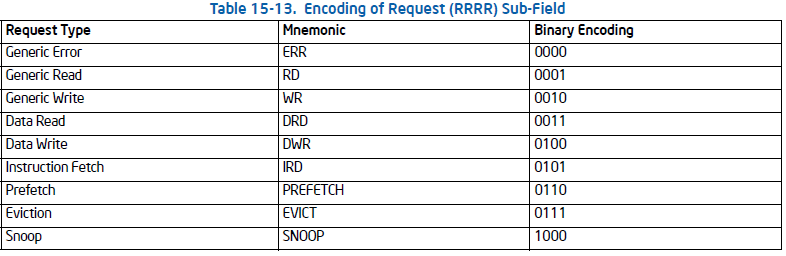 Table 15-13. Encoding of Request (RRRR) Sub-Field
Request Type Mnemonic Binary Encoding
Generic Error ERR 0000
Generic Read RD 0001
Generic Write WR 0010
Data Read DRD 0011
Data Write DWR 0100
Instruction Fetch IRD 0101
Prefetch PREFETCH 0110
Eviction EVICT 0111
Snoop SNOOP 1000